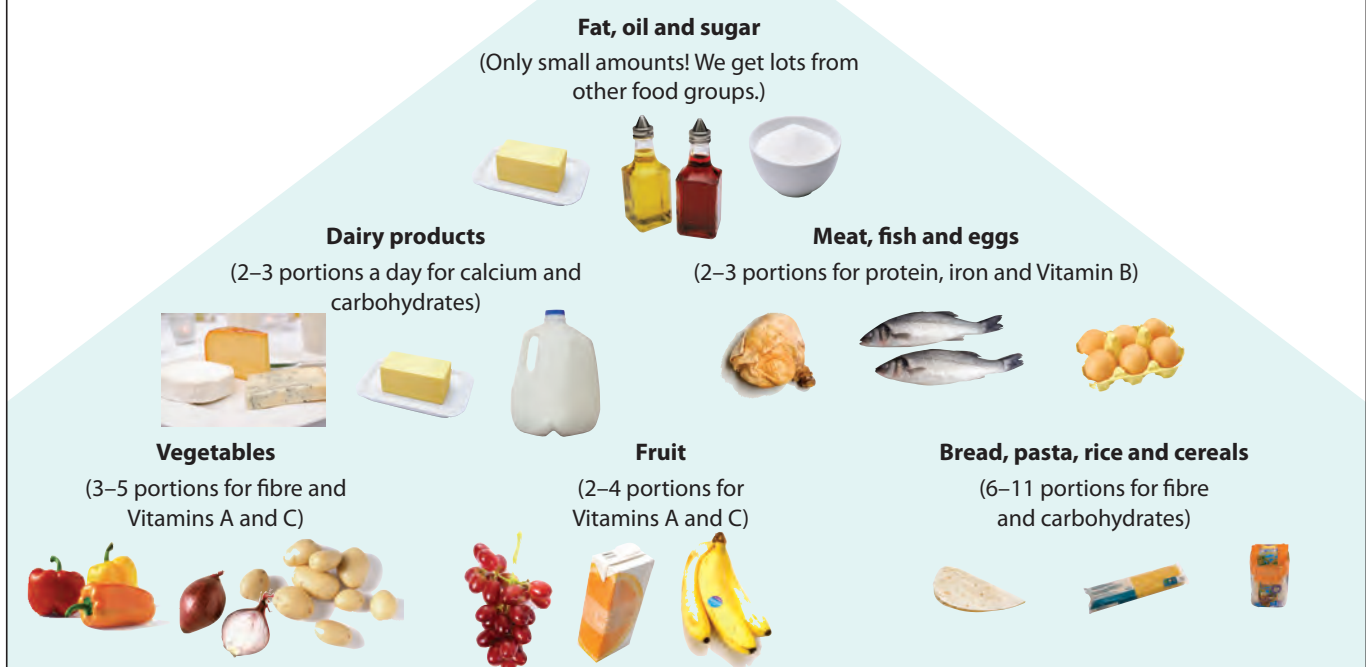 Fat, oil and sugar
(Only small amounts! We get lots from
other food groups.)
Dairy products
(2–3 portions a day for calcium and
carbohydrates)
Meat, fish and eggs
(2–3 portions for protein, iron and Vitamin B)
Vegetables
(3–5 portions for fibre and
Vitamins A and C)
Fruit
(2–4 portions for
Vitamins A and C)
Bread, pasta, rice and cereals
(6–11 portions for fibre
and carbohydrates)